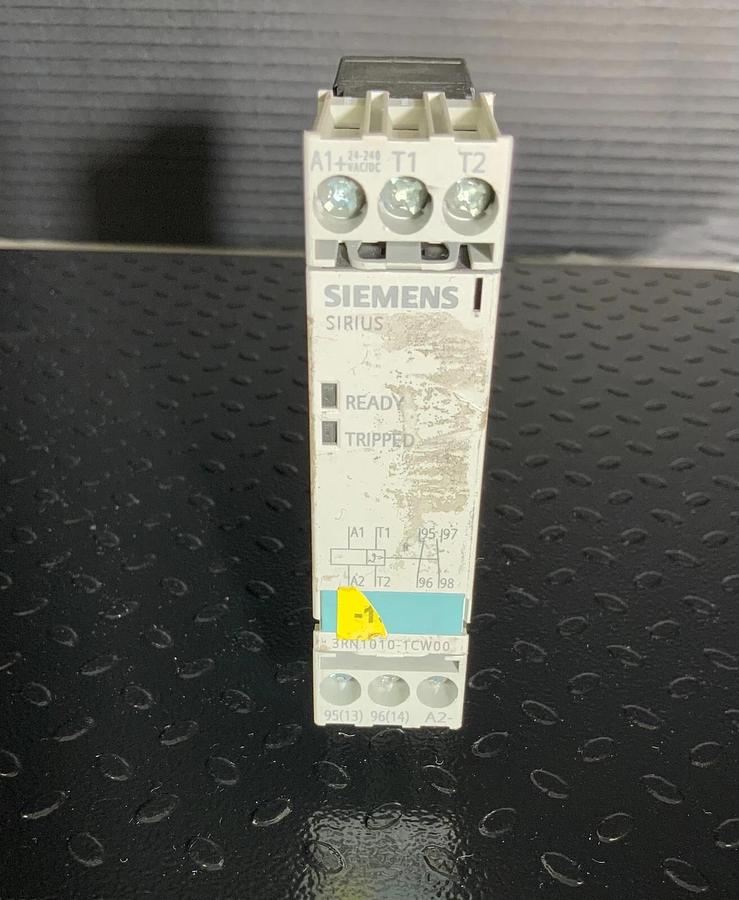 A1+ 24-240 VAC/DC T1 T2
SIEMENS
SIRIUS
READY
TRIPPED
A1 T1 95 97
A2 T2 96 98
-1
3RN1010-1CW00
95(13) 96(14) A2-